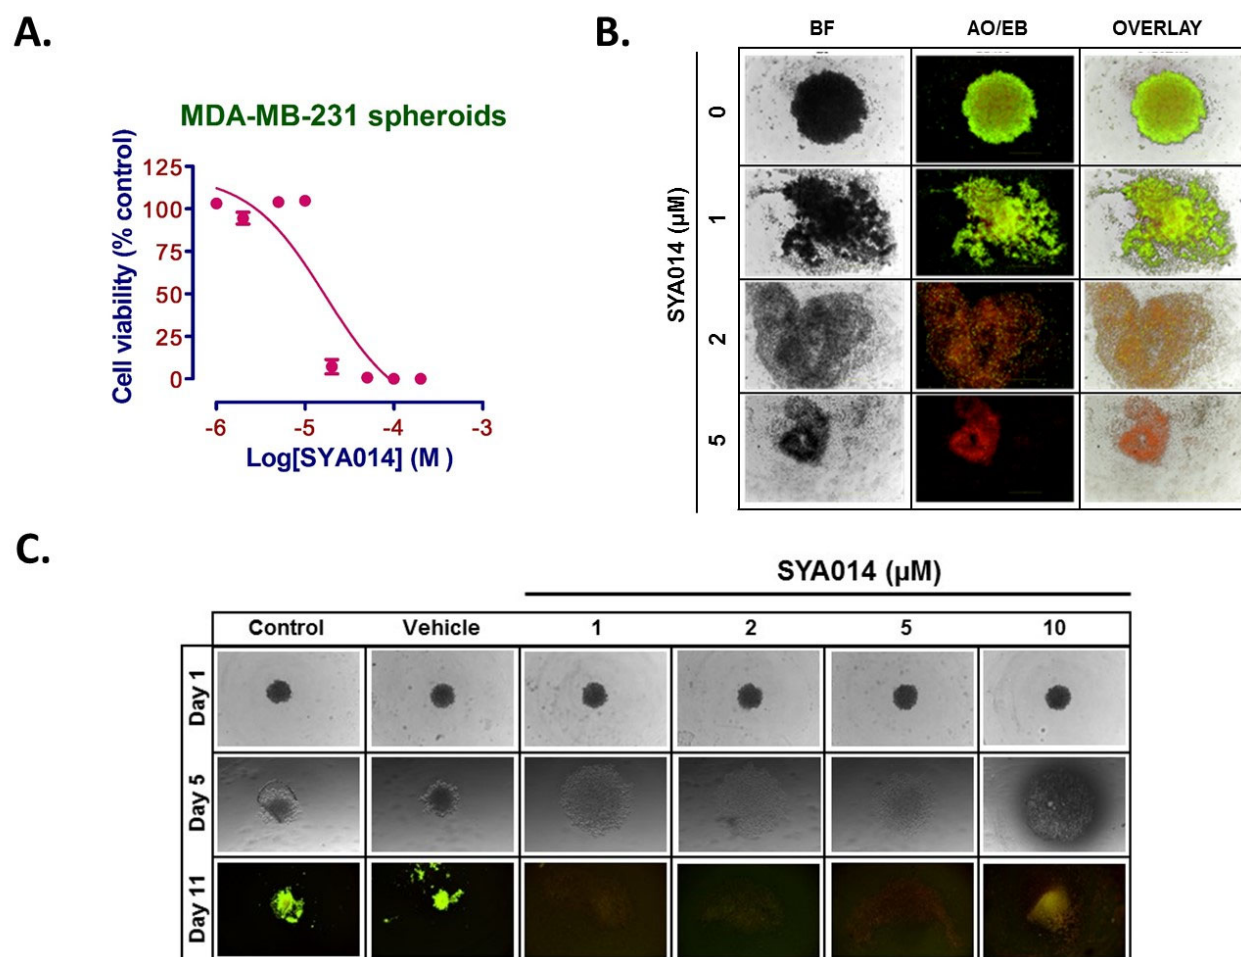 A.
MDA-MB-231 spheroids
Cell viability (% control)
125
100
75
50
25
0
-6
-5
-4
-3
Log[SYA014] (M )
B.
BF
AO/EB
OVERLAY
SYA014 (µM)
0
1
2
5
C.
SYA014 (µM)
Control
Vehicle
1
2
5
10
Day 1
Day 5
Day 11